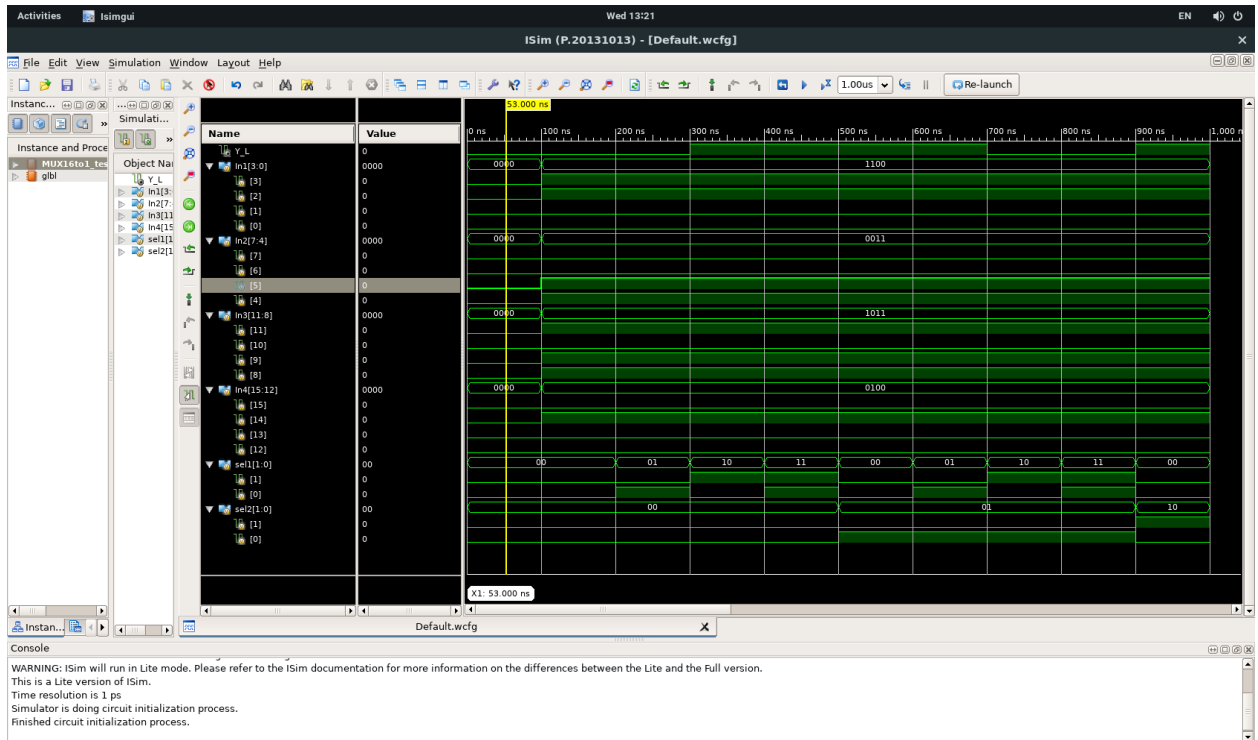 Activities Isimgui Wed 13:21 EN
ISim (P.20131013) - [Default.wcfg]
File Edit View Simulation Window Layout Help
1.00us Re-launch
Instanc...
Instance and Proce
MUX16to1_tes
glbl
Simulati...
Object Nar
Y_L
In1[3:
In2[7:
In3[11
In4[15
sel1[1
sel2[1
Name Value
Y_L 0
In1[3:0] 0000
[3] 0
[2] 0
[1] 0
[0] 0
In2[7:4] 0000
[7] 0
[6] 0
[5] 0
[4] 0
In3[11:8] 0000
[11] 0
[10] 0
[9] 0
[8] 0
In4[15:12] 0000
[15] 0
[14] 0
[13] 0
[12] 0
sel1[1:0] 00
[1] 0
[0] 0
sel2[1:0] 00
[1] 0
[0] 0
53.000 ns
0 ns 100 ns 200 ns 300 ns 400 ns 500 ns 600 ns 700 ns 800 ns 900 ns 1,000 n
0000 1100
0000 0011
0000 1011
0000 0100
00 01 10 11 00 01 10 11 00
00 01 10
X1: 53.000 ns
Instan...
Default.wcfg
Console
WARNING: ISim will run in Lite mode. Please refer to the ISim documentation for more information on the differences between the Lite and the Full version.
This is a Lite version of ISim.
Time resolution is 1 ps
Simulator is doing circuit initialization process.
Finished circuit initialization process.